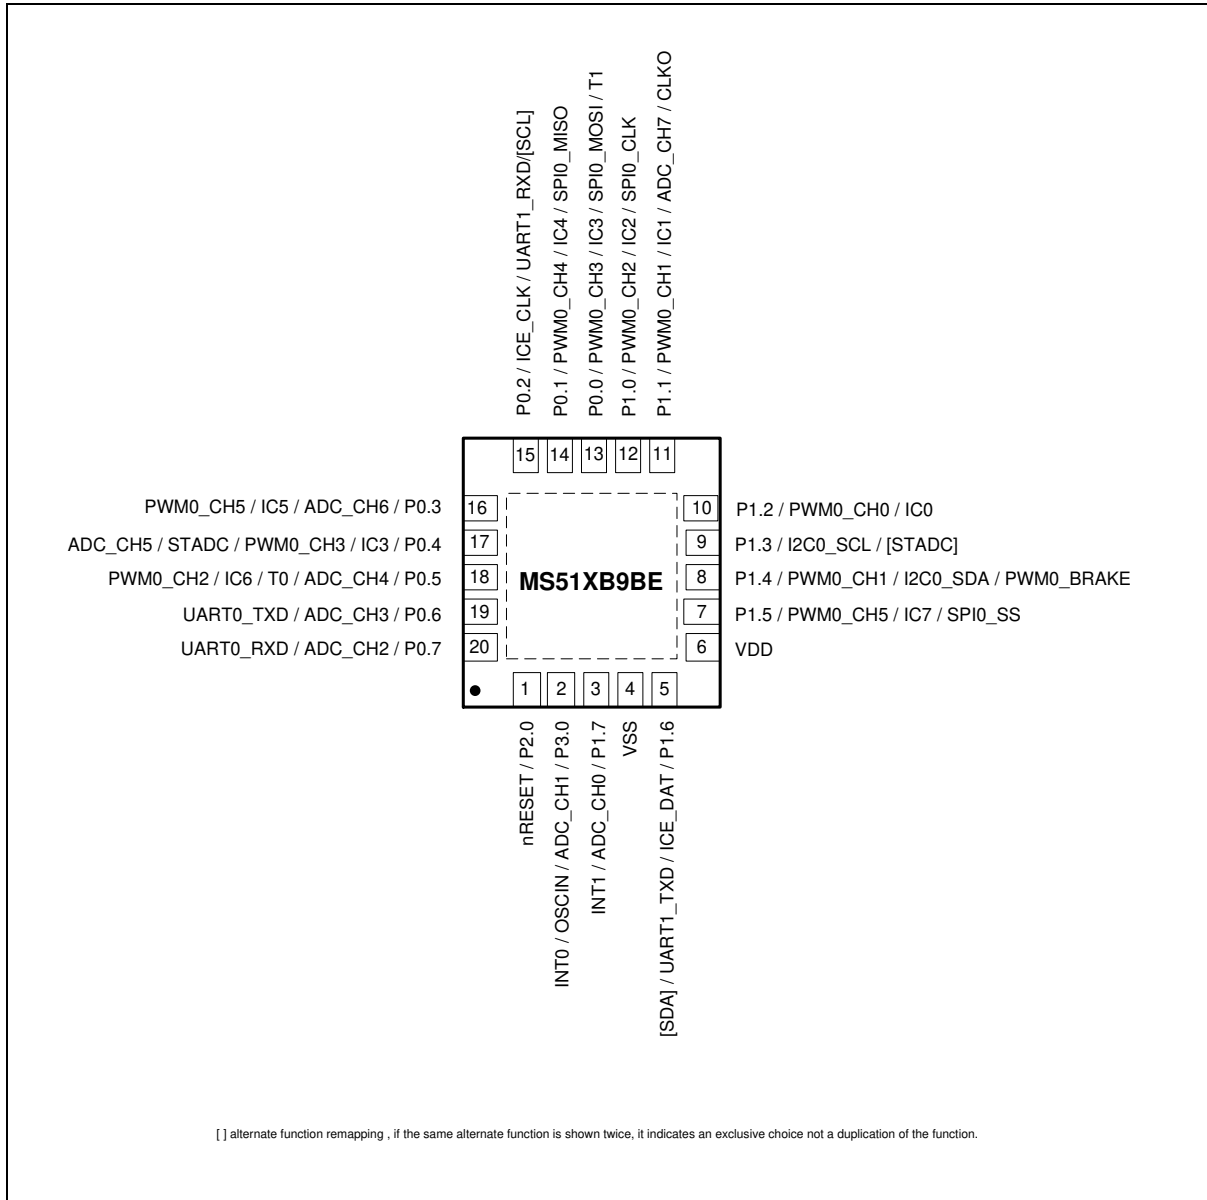 P0.2 / ICE_CLK / UART1_RXD/[SCL]
P0.1 / PWM0_CH4 / IC4 / SPI0_MISO
P0.0 / PWM0_CH3 / IC3 / SPI0_MOSI / T1
P1.0 / PWM0_CH2 / IC2 / SPI0_CLK
P1.1 / PWM0_CH1 / IC1 / ADC_CH7 / CLKO
15 14 13 12 11
PWM0_CH5 / IC5 / ADC_CH6 / P0.3 16
ADC_CH5 / STADC / PWM0_CH3 / IC3 / P0.4 17
PWM0_CH2 / IC6 / T0 / ADC_CH4 / P0.5 18
UART0_TXD / ADC_CH3 / P0.6 19
UART0_RXD / ADC_CH2 / P0.7 20
MS51XB9BE
10 P1.2 / PWM0_CH0 / IC0
9 P1.3 / I2C0_SCL / [STADC]
8 P1.4 / PWM0_CH1 / I2C0_SDA / PWM0_BRAKE
7 P1.5 / PWM0_CH5 / IC7 / SPI0_SS
6 VDD
1 2 3 4 5
nRESET / P2.0
INT0 / OSCIN / ADC_CH1 / P3.0
INT1 / ADC_CH0 / P1.7
VSS
[SDA] / UART1_TXD / ICE_DAT / P1.6
[ ] alternate function remapping , if the same alternate function is shown twice, it indicates an exclusive choice not a duplication of the function.